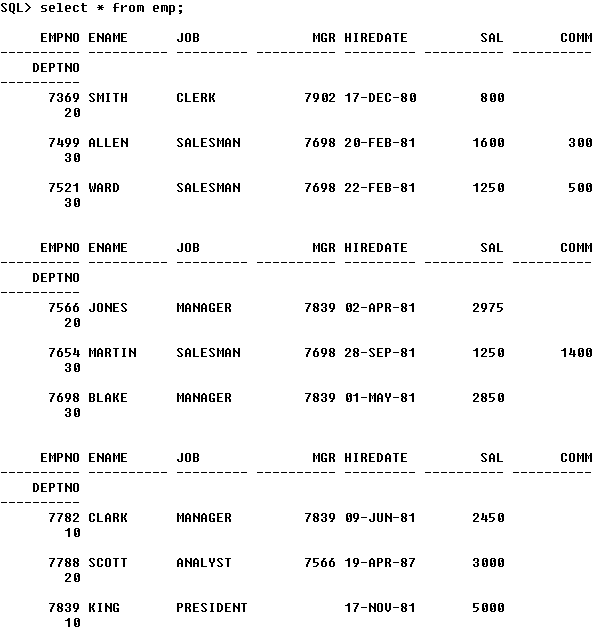 SQL> select * from emp;
EMPNO ENAME JOB MGR HIREDATE SAL COMM
---------- ---------- --------- ---------- --------- ---------- ----------
DEPTNO
----------
7369 SMITH CLERK 7902 17-DEC-80 800
20
7499 ALLEN SALESMAN 7698 20-FEB-81 1600 300
30
7521 WARD SALESMAN 7698 22-FEB-81 1250 500
30
EMPNO ENAME JOB MGR HIREDATE SAL COMM
---------- ---------- --------- ---------- --------- ---------- ----------
DEPTNO
----------
7566 JONES MANAGER 7839 02-APR-81 2975
20
7654 MARTIN SALESMAN 7698 28-SEP-81 1250 1400
30
7698 BLAKE MANAGER 7839 01-MAY-81 2850
30
EMPNO ENAME JOB MGR HIREDATE SAL COMM
---------- ---------- --------- ---------- --------- ---------- ----------
DEPTNO
----------
7782 CLARK MANAGER 7839 09-JUN-81 2450
10
7788 SCOTT ANALYST 7566 19-APR-87 3000
20
7839 KING PRESIDENT 17-NOV-81 5000
10